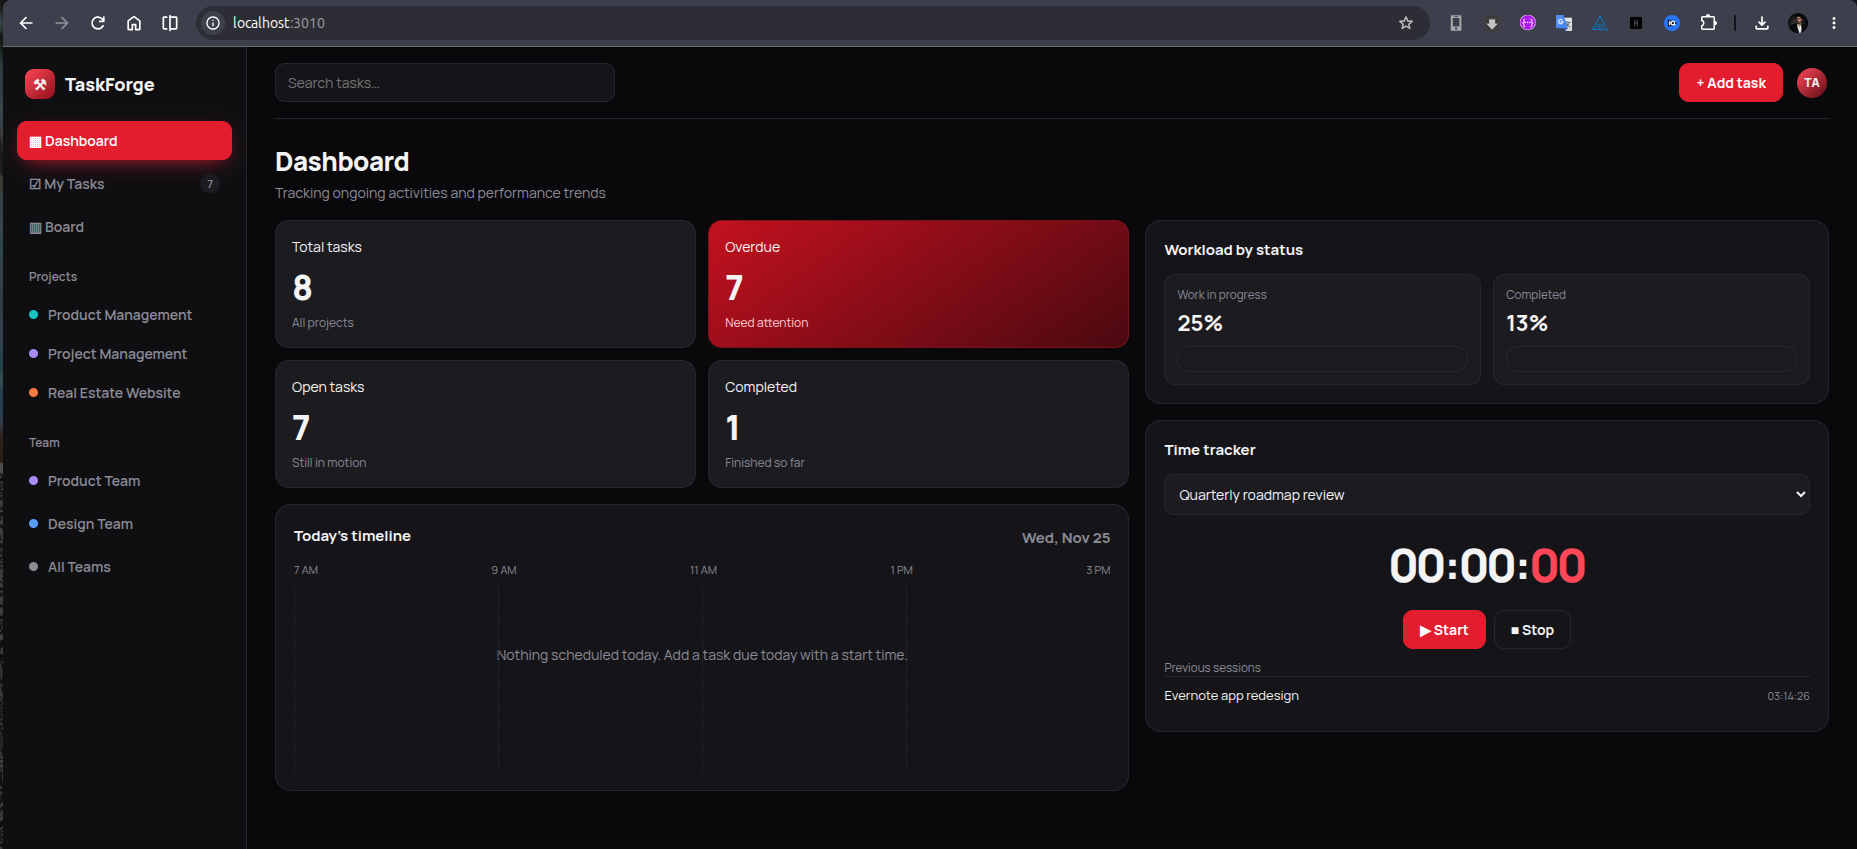 localhost:3010
TaskForge
Search tasks...
+ Add task
TA
Dashboard
My Tasks
7
Board
Projects
Product Management
Project Management
Real Estate Website
Team
Product Team
Design Team
All Teams
Dashboard
Tracking ongoing activities and performance trends
Total tasks
8
All projects
Overdue
7
Need attention
Open tasks
7
Still in motion
Completed
1
Finished so far
Today's timeline
Wed, Nov 25
7 AM
9 AM
11 AM
1 PM
3 PM
Nothing scheduled today. Add a task due today with a start time.
Workload by status
Work in progress
25%
Completed
13%
Time tracker
Quarterly roadmap review
00:00:00
▶ Start
■ Stop
Previous sessions
Evernote app redesign
03:14:26